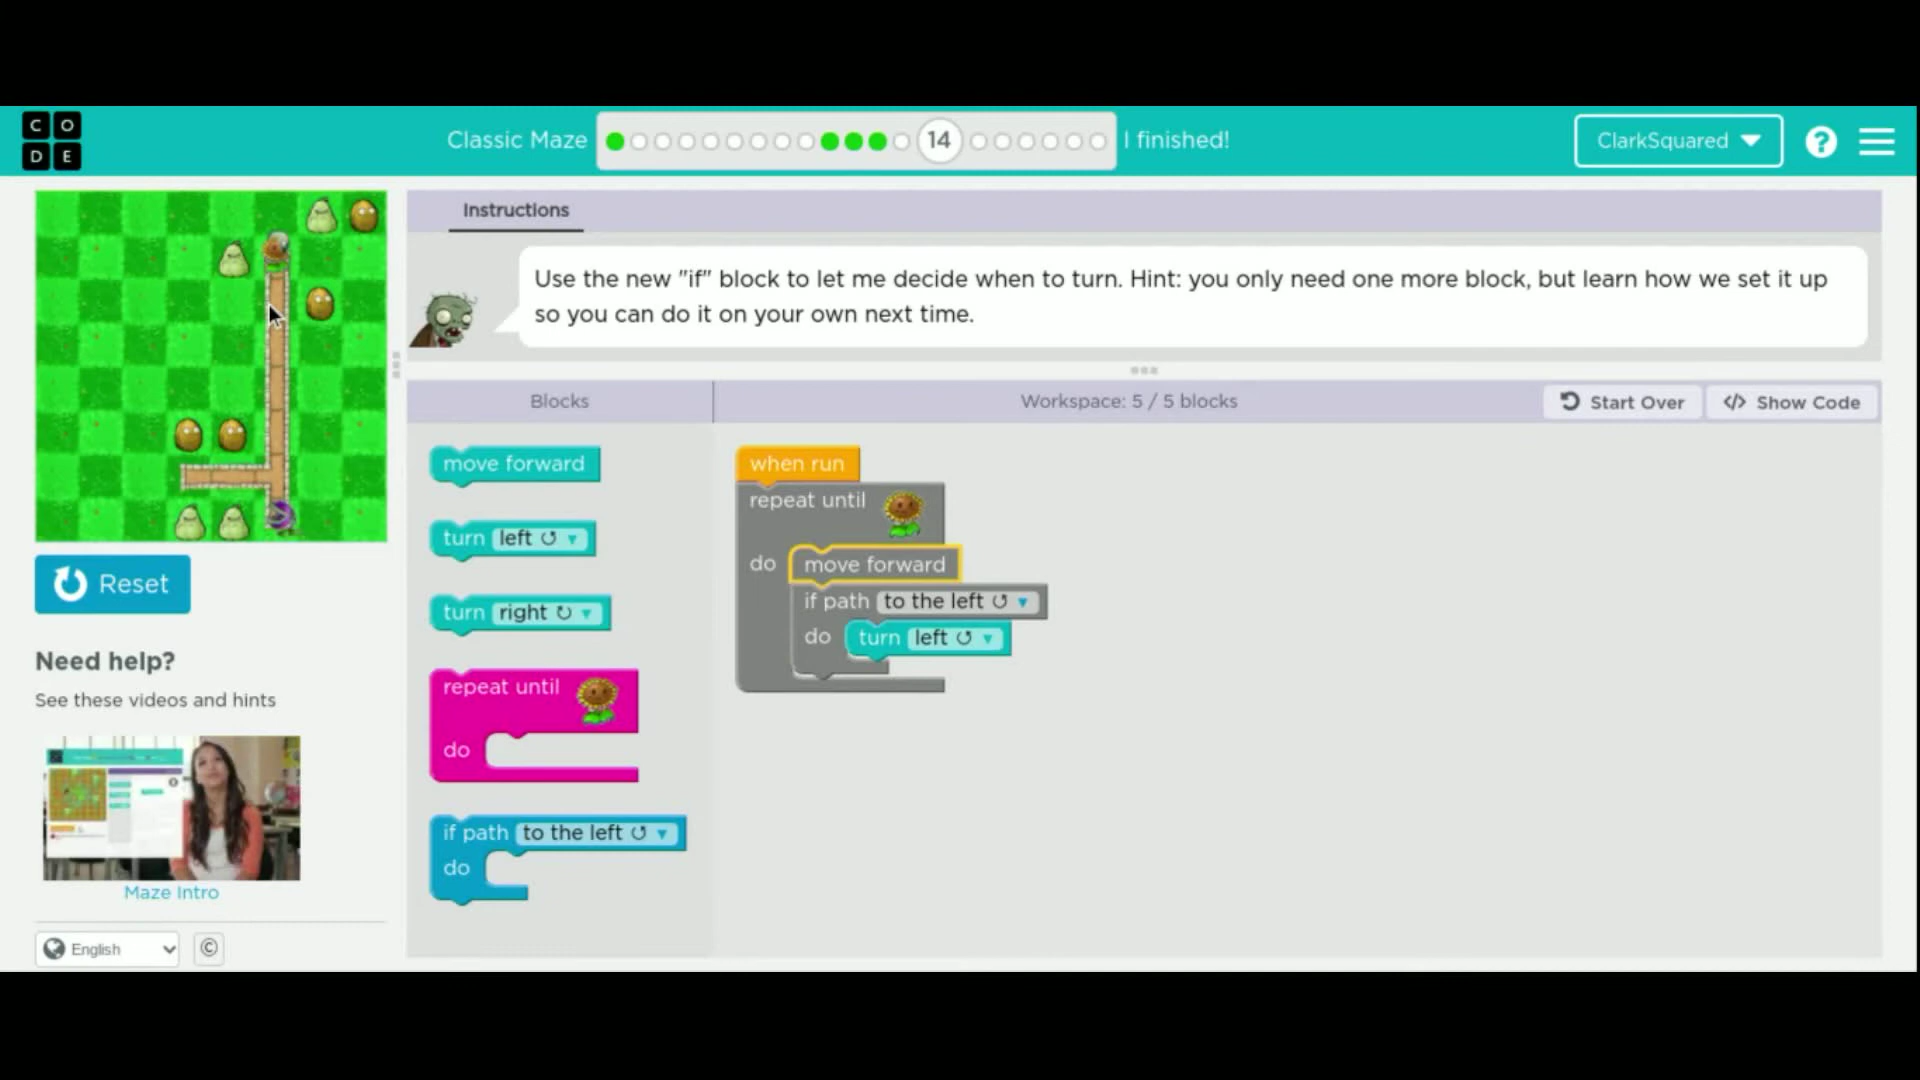 C O
D E
Classic Maze
14
I finished!
ClarkSquared
?
Instructions
Use the new "if" block to let me decide when to turn. Hint: you only need one more block, but learn how we set it up
so you can do it on your own next time.
Blocks
Workspace: 5 / 5 blocks
Start Over
</> Show Code
move forward
turn left ↺ ▼
turn right ↻ ▼
repeat until
do
if path to the left ↺ ▼
do
when run
repeat until
do
move forward
if path to the left ↺ ▼
do
turn left ↺ ▼
Reset
Need help?
See these videos and hints
Maze Intro
English
©